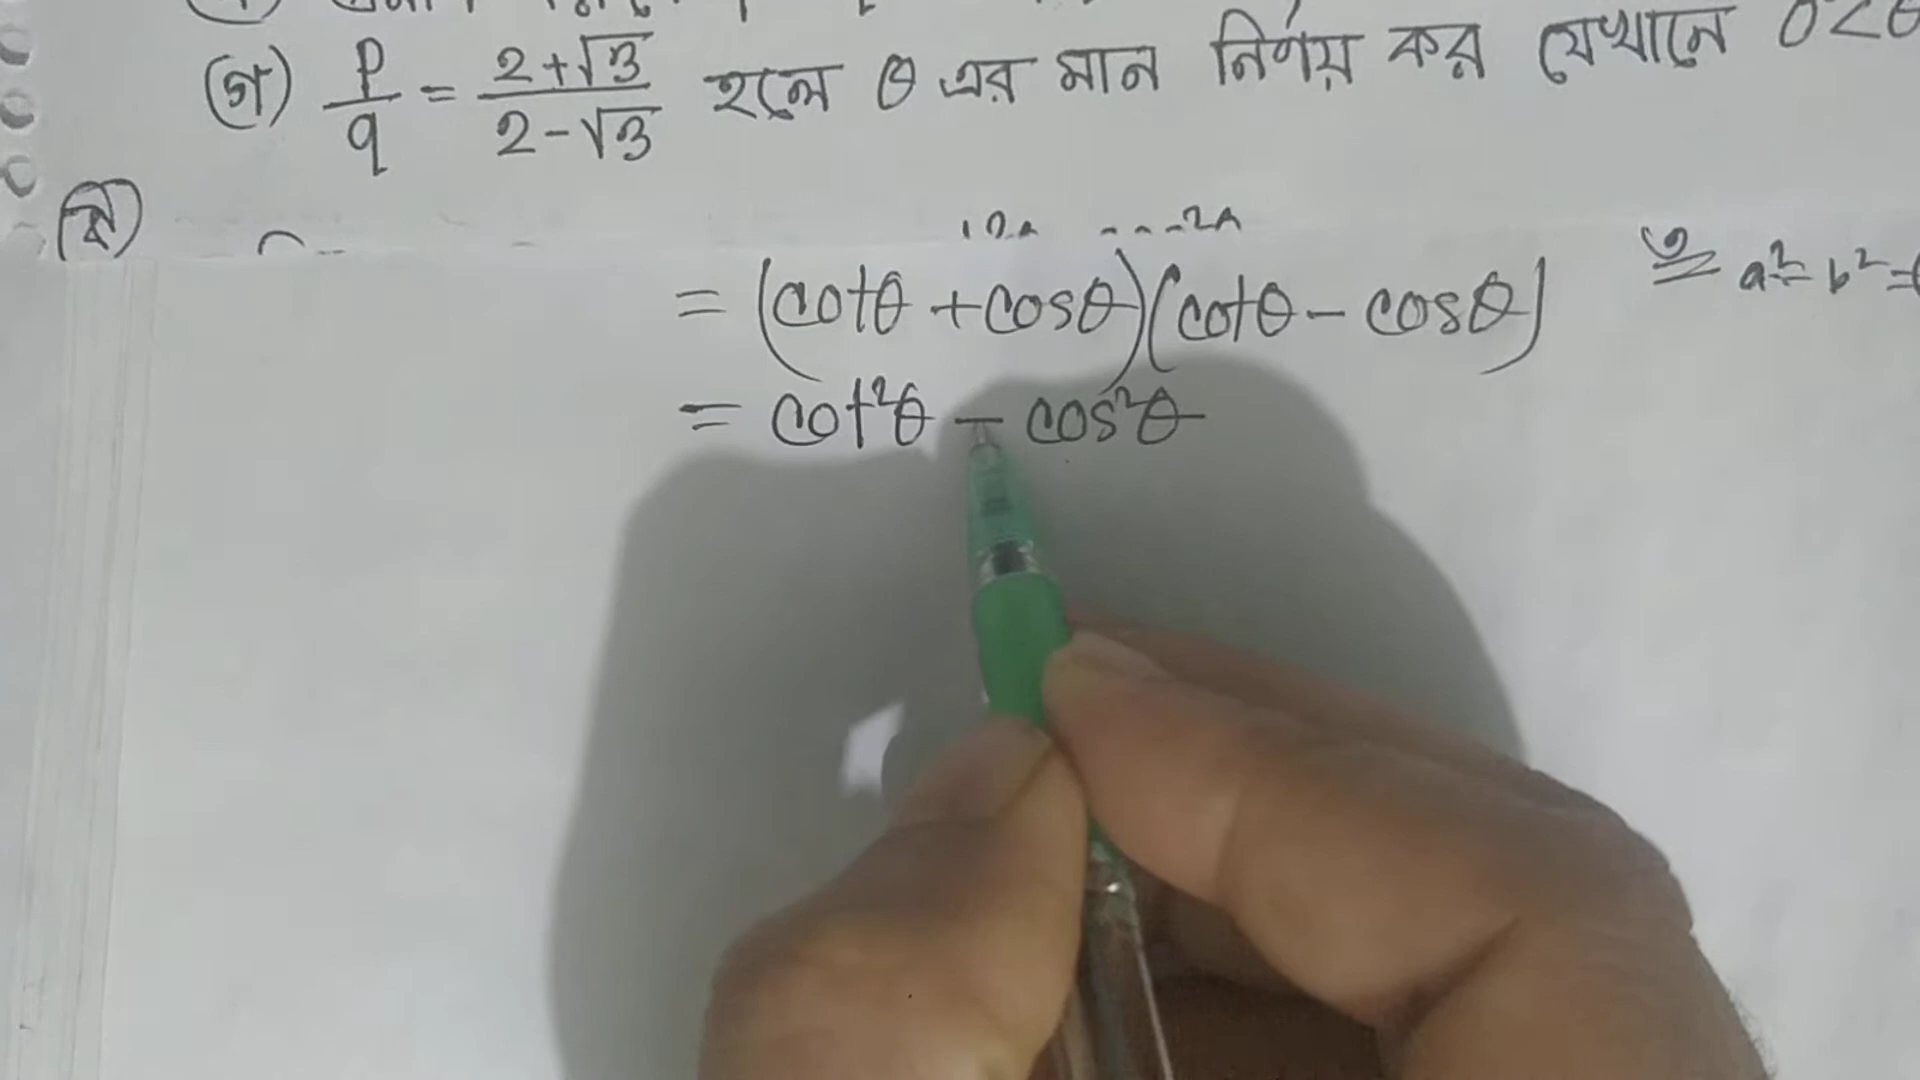 (গ) p/q = 2+√3/2-√3 হলে θ এর মান নির্ণয় কর যেখানে 0<θ
= (cotθ + cosθ)(cotθ - cosθ)
a² - b² = (
= cot²θ - cos²θ